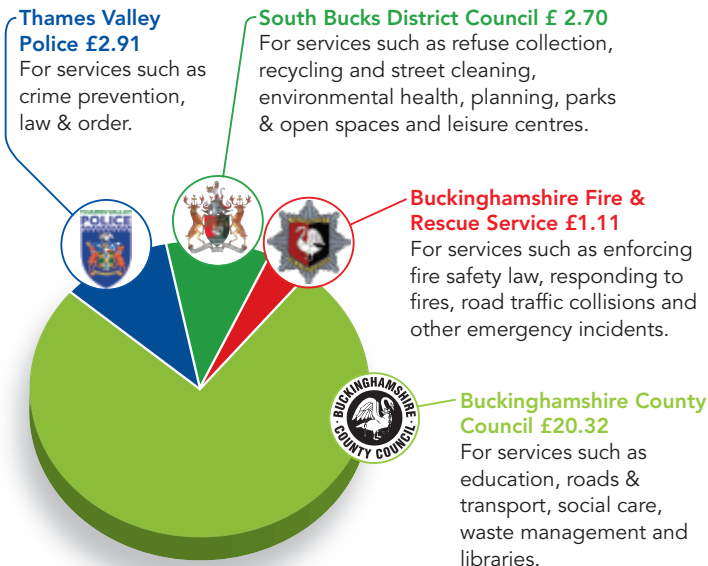 Thames Valley
Police £2.91
For services such as
crime prevention,
law & order.
South Bucks District Council £ 2.70
For services such as refuse collection,
recycling and street cleaning,
environmental health, planning, parks
& open spaces and leisure centres.
POLICE
Buckinghamshire Fire &
Rescue Service £1.11
For services such as enforcing
fire safety law, responding to
fires, road traffic collisions and
other emergency incidents.
BUCKINGHAMSHIRE
COUNTY COUNCIL
Buckinghamshire County
Council £20.32
For services such as
education, roads &
transport, social care,
waste management and
libraries.